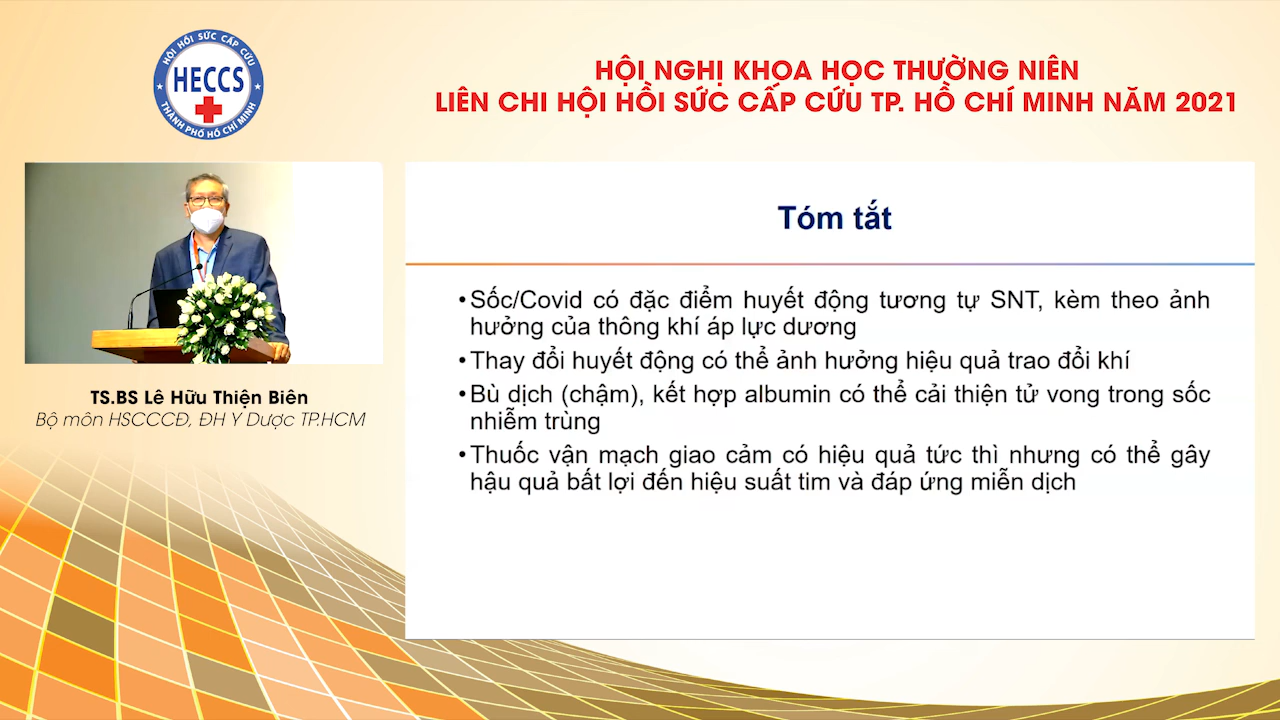 HỘI HỒI SỨC CẤP CỨU
HECCS
THÀNH PHỐ HỒ CHÍ MINH
HỘI NGHỊ KHOA HỌC THƯỜNG NIÊN
LIÊN CHI HỘI HỒI SỨC CẤP CỨU TP. HỒ CHÍ MINH NĂM 2021
TS.BS Lê Hữu Thiện Biên
Bộ môn HSCCCĐ, ĐH Y Dược TP.HCM
Tóm tắt
•Sốc/Covid có đặc điểm huyết động tương tự SNT, kèm theo ảnh
hưởng của thông khí áp lực dương
•Thay đổi huyết động có thể ảnh hưởng hiệu quả trao đổi khí
•Bù dịch (chậm), kết hợp albumin có thể cải thiện tử vong trong sốc
nhiễm trùng
•Thuốc vận mạch giao cảm có hiệu quả tức thì nhưng có thể gây
hậu quả bất lợi đến hiệu suất tim và đáp ứng miễn dịch